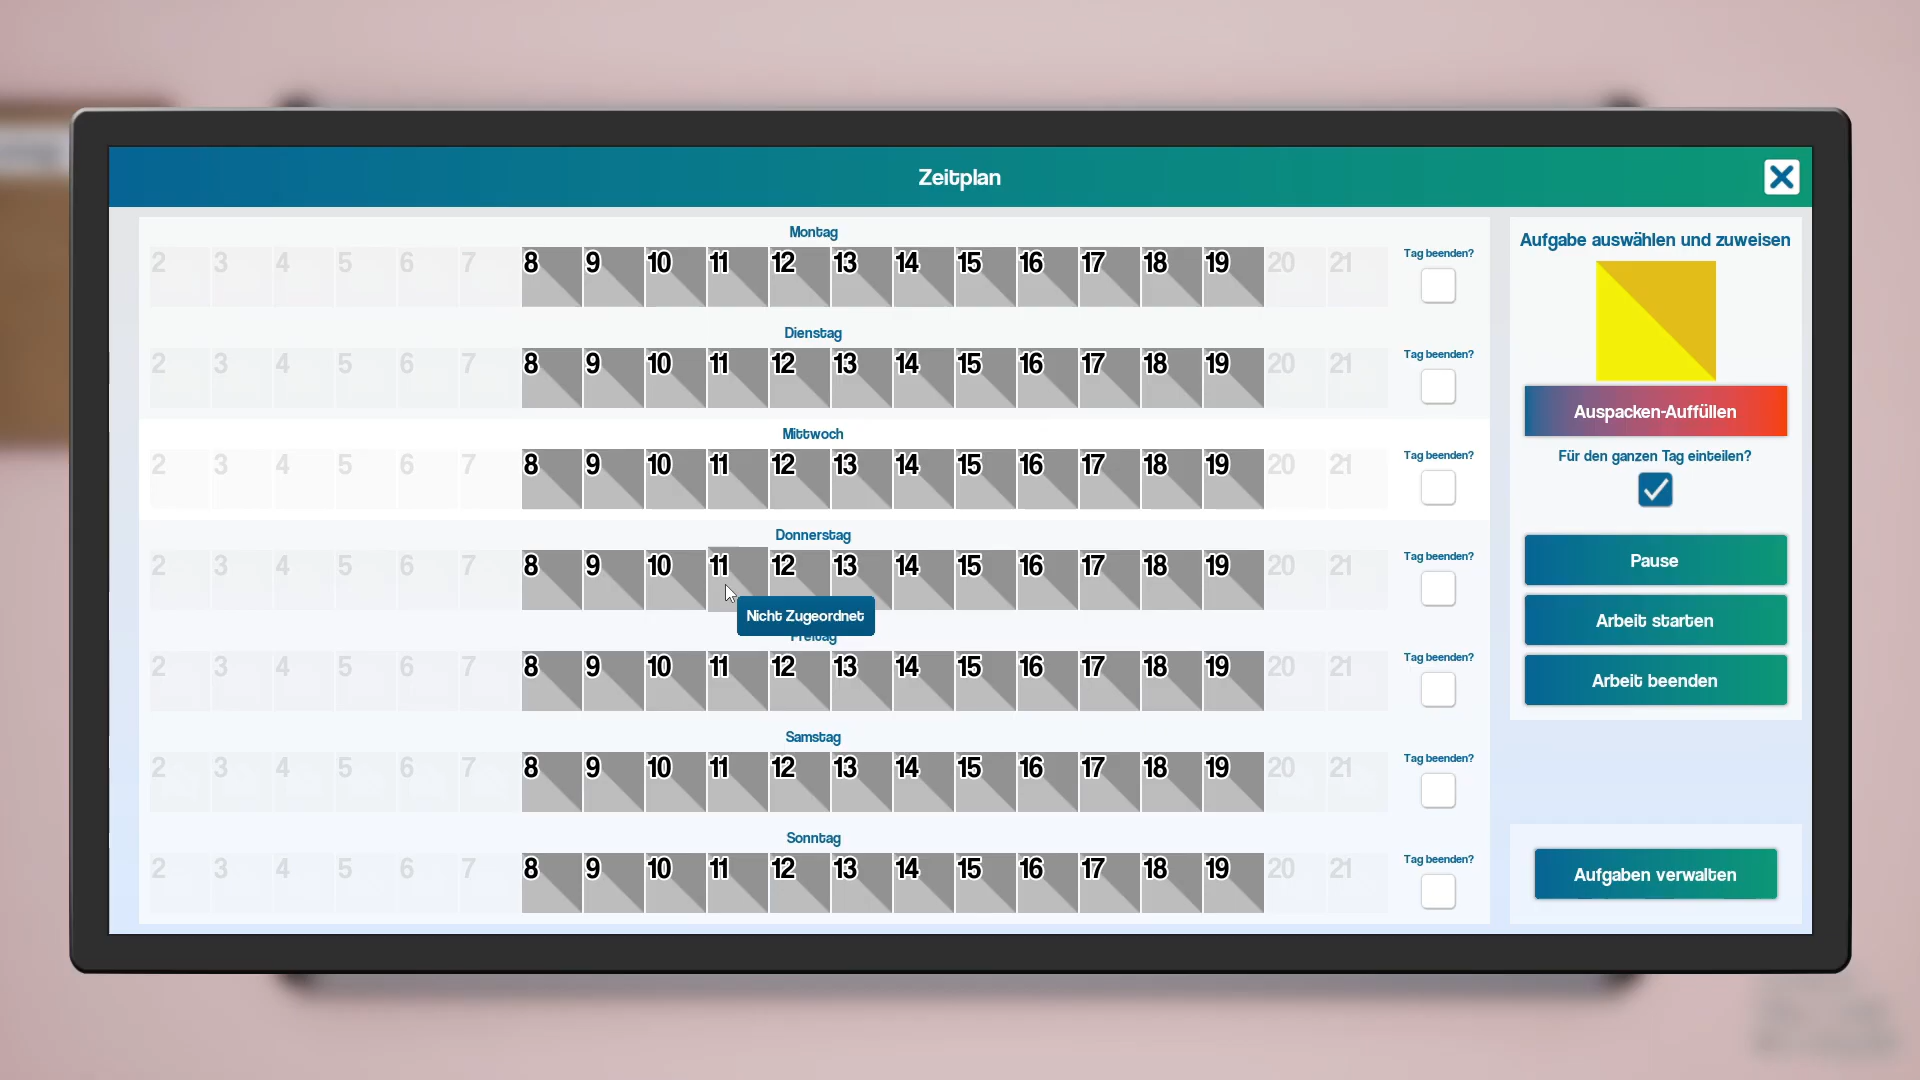 Zeitplan
Montag
2 3 4 5 6 7 8 9 10 11 12 13 14 15 16 17 18 19 20 21
Tag beenden?
Dienstag
2 3 4 5 6 7 8 9 10 11 12 13 14 15 16 17 18 19 20 21
Tag beenden?
Mittwoch
2 3 4 5 6 7 8 9 10 11 12 13 14 15 16 17 18 19 20 21
Tag beenden?
Donnerstag
2 3 4 5 6 7 8 9 10 11 12 13 14 15 16 17 18 19 20 21
Tag beenden?
Nicht Zugeordnet
Freitag
2 3 4 5 6 7 8 9 10 11 12 13 14 15 16 17 18 19 20 21
Tag beenden?
Samstag
2 3 4 5 6 7 8 9 10 11 12 13 14 15 16 17 18 19 20 21
Tag beenden?
Sonntag
2 3 4 5 6 7 8 9 10 11 12 13 14 15 16 17 18 19 20 21
Tag beenden?
Aufgabe auswählen und zuweisen
Auspacken-Auffüllen
Für den ganzen Tag einteilen?
Pause
Arbeit starten
Arbeit beenden
Aufgaben verwalten